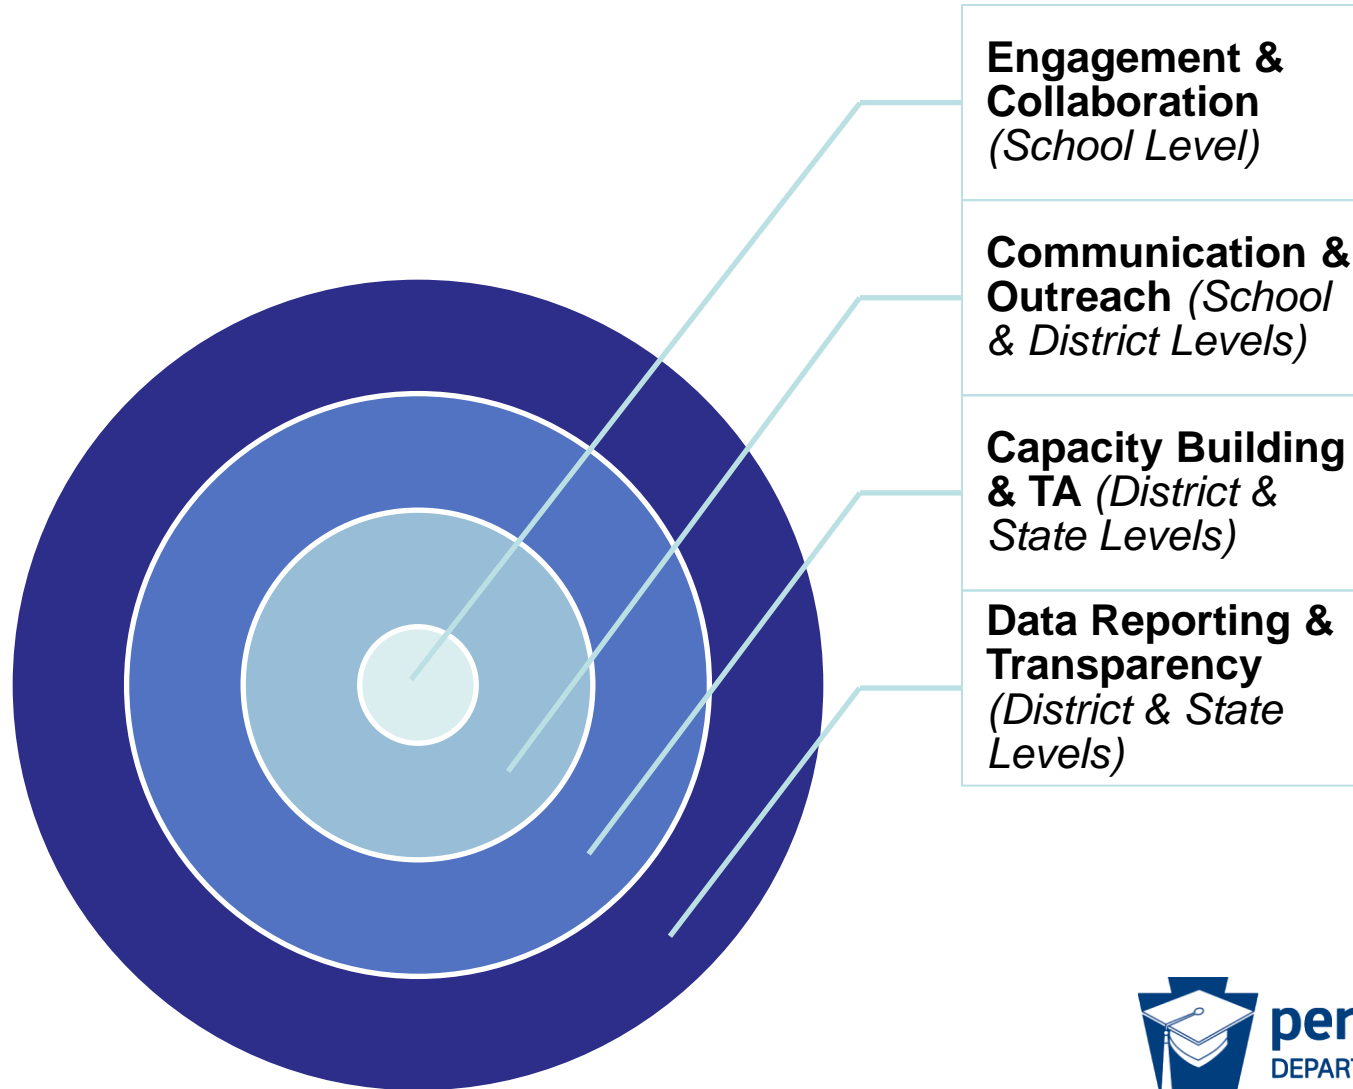 Engagement &
Collaboration
(School Level)
Communication &
Outreach (School
& District Levels)
Capacity Building
& TA (District &
State Levels)
Data Reporting &
Transparency
(District & State
Levels)
per
DEPART